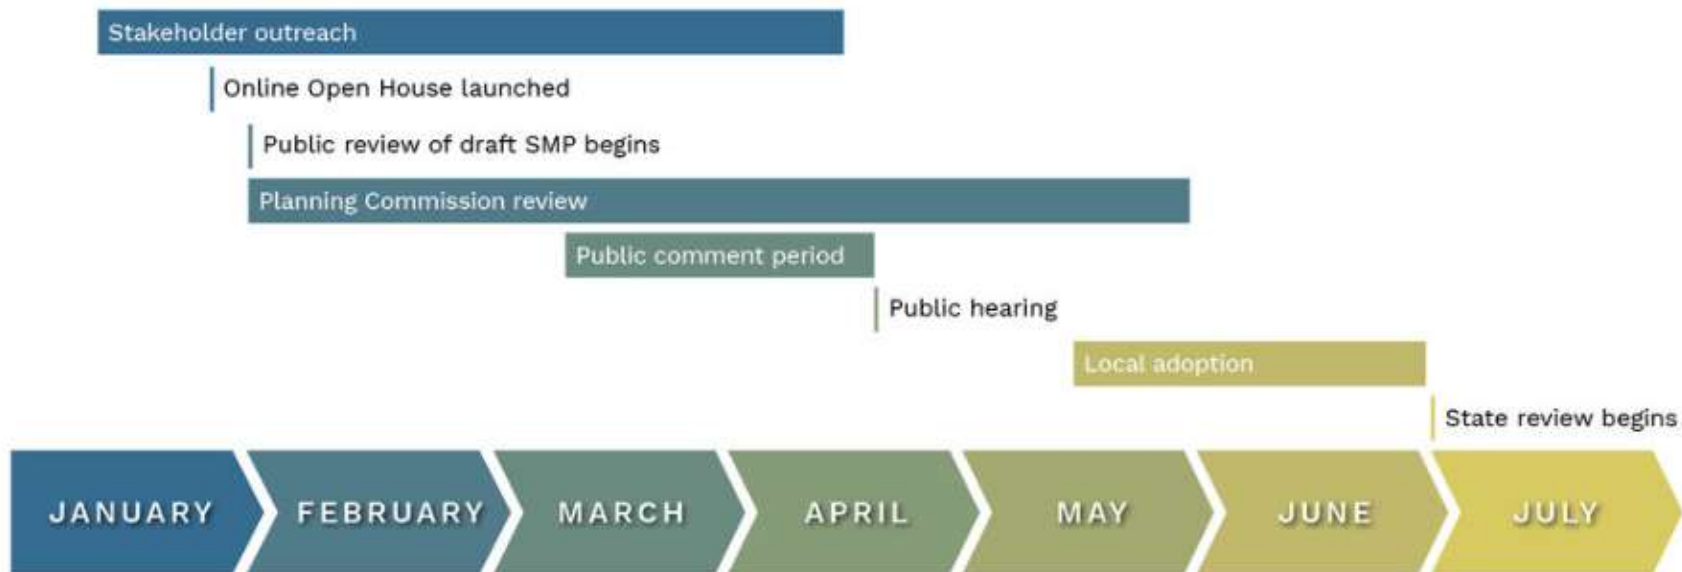 Stakeholder outreach
Online Open House launched
Public review of draft SMP begins
Planning Commission review
Public comment period
Public hearing
Local adoption
State review begins
JANUARY FEBRUARY MARCH APRIL MAY JUNE JULY